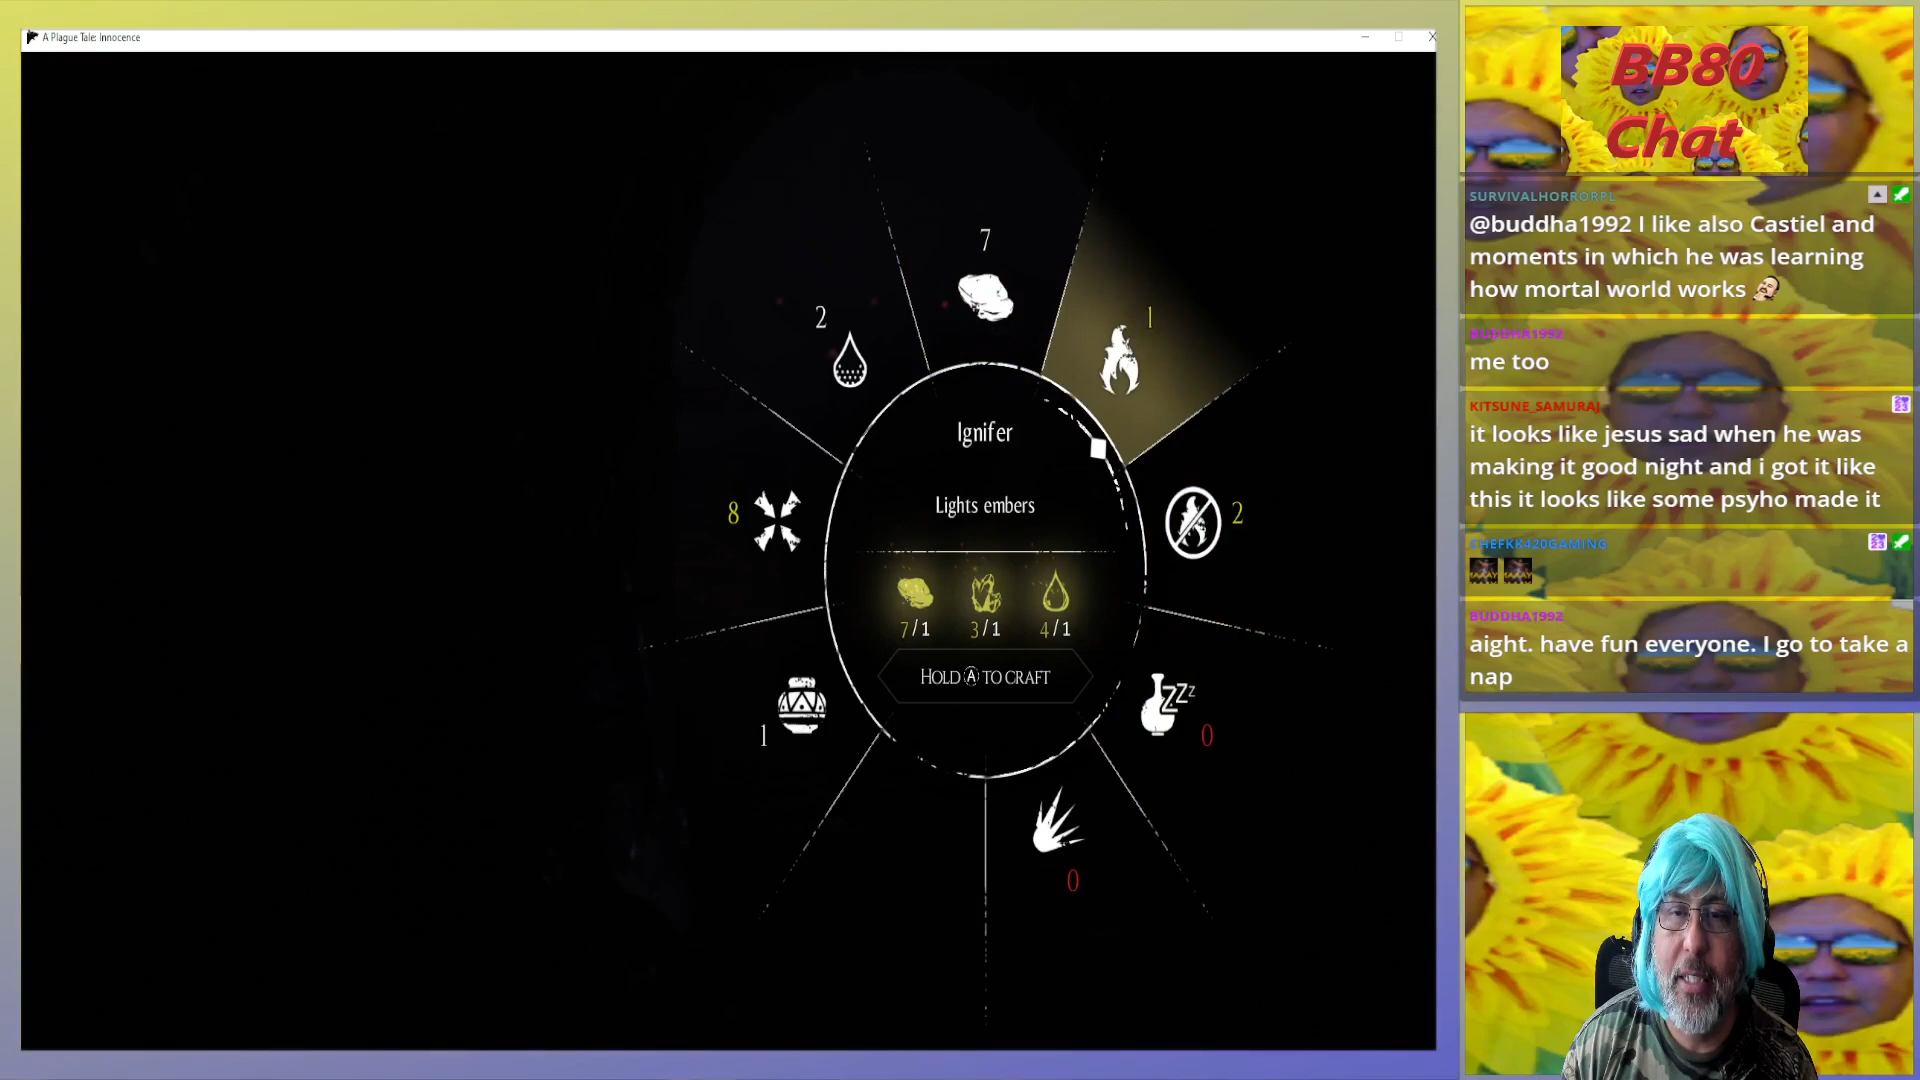 A Plague Tale: Innocence
7
2
1
Ignifer
Lights embers
8
2
7/1 3/1 4/1
HOLD A TO CRAFT
1
0
0
BB80
Chat
SURVIVALHORRORPL
@buddha1992 I like also Castiel and
moments in which he was learning
how mortal world works
BUDDHA1992
me too
KITSUNE_SAMURAJ
it looks like jesus sad when he was
making it good night and i got it like
this it looks like some psyho made it
CHEFKK420GAMING
BUDDHA1992
aight. have fun everyone. I go to take a
nap